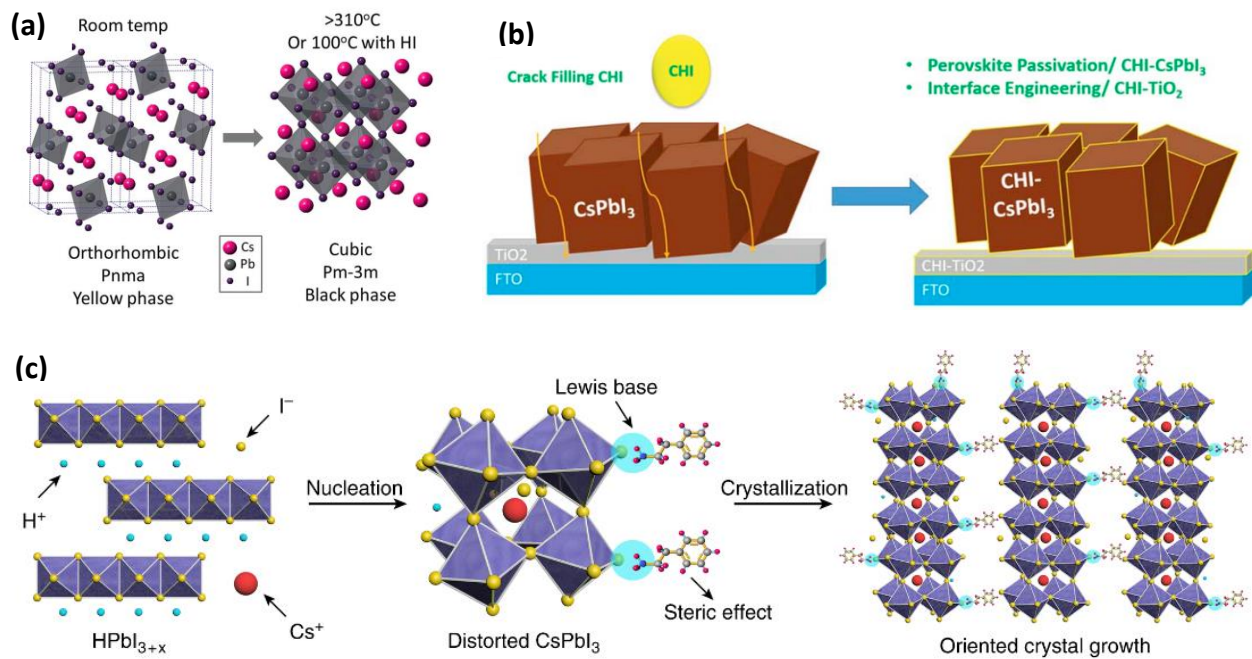 (a)
Room temp
>310°C
Or 100°C with HI
Orthorhombic
Pnma
Yellow phase
Cs
Pb
I
Cubic
Pm-3m
Black phase
(b)
Crack Filling CHI
CHI
• Perovskite Passivation/ CHI-CsPbI₃
• Interface Engineering/ CHI-TiO₂
CsPbI₃
TiO2
FTO
CHI-
CsPbI₃
CHI-TiO2
FTO
(c)
I⁻
H⁺
Cs⁺
HPbI₃₊ₓ
Nucleation
Lewis base
Steric effect
Distorted CsPbI₃
Crystallization
Oriented crystal growth